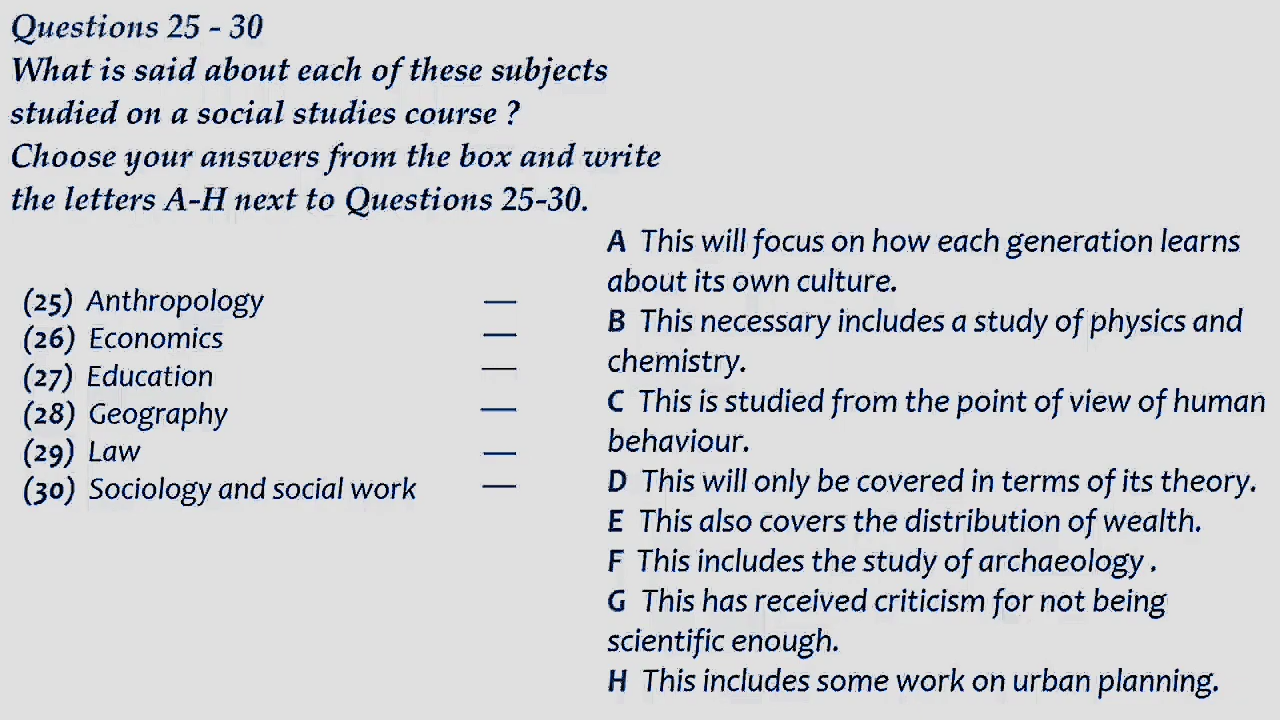 Questions 25 - 30
What is said about each of these subjects
studied on a social studies course ?
Choose your answers from the box and write
the letters A-H next to Questions 25-30.
(25) Anthropology —
(26) Economics —
(27) Education —
(28) Geography —
(29) Law —
(30) Sociology and social work —
A This will focus on how each generation learns
about its own culture.
B This necessary includes a study of physics and
chemistry.
C This is studied from the point of view of human
behaviour.
D This will only be covered in terms of its theory.
E This also covers the distribution of wealth.
F This includes the study of archaeology .
G This has received criticism for not being
scientific enough.
H This includes some work on urban planning.